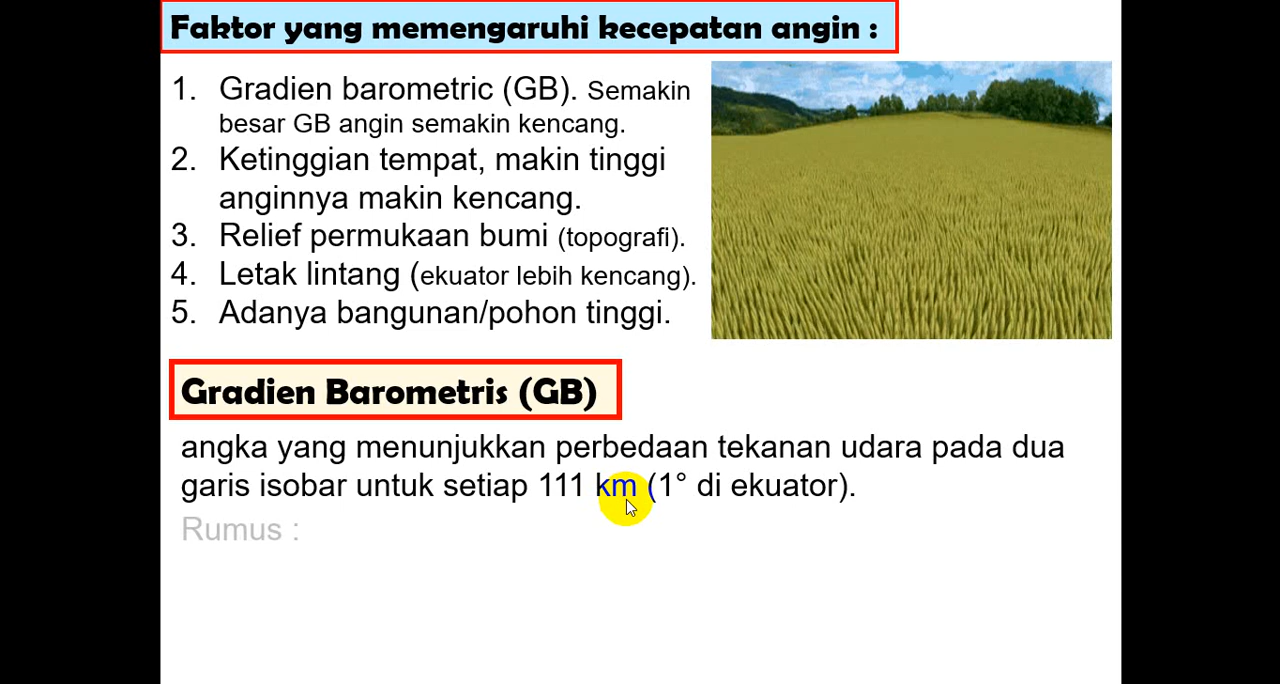 Faktor yang memengaruhi kecepatan angin :
1. Gradien barometric (GB). Semakin
besar GB angin semakin kencang.
2. Ketinggian tempat, makin tinggi
anginnya makin kencang.
3. Relief permukaan bumi (topografi).
4. Letak lintang (ekuator lebih kencang).
5. Adanya bangunan/pohon tinggi.
Gradien Barometris (GB)
angka yang menunjukkan perbedaan tekanan udara pada dua
garis isobar untuk setiap 111 km (1° di ekuator).
Rumus :